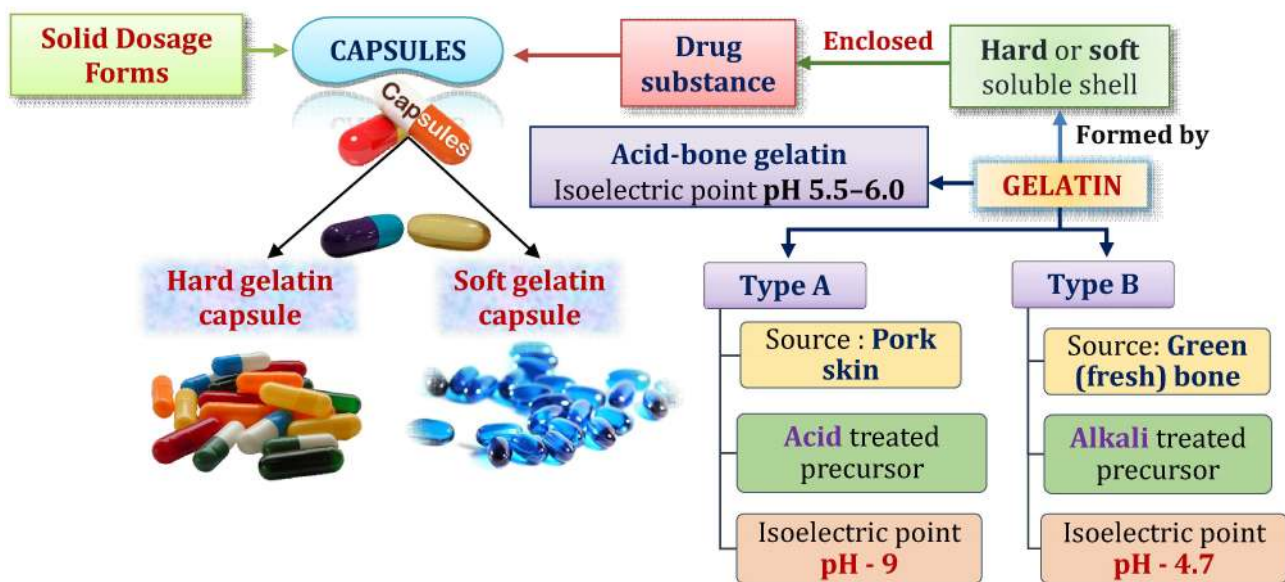 Solid Dosage
Forms
CAPSULES
Drug
substance
Enclosed
Hard or soft
soluble shell
Capsules
Formed by
Acid-bone gelatin
Isoelectric point pH 5.5–6.0
GELATIN
Hard gelatin
capsule
Soft gelatin
capsule
Type A
Source : Pork
skin
Acid treated
precursor
Isoelectric point
pH - 9
Type B
Source: Green
(fresh) bone
Alkali treated
precursor
Isoelectric point
pH - 4.7